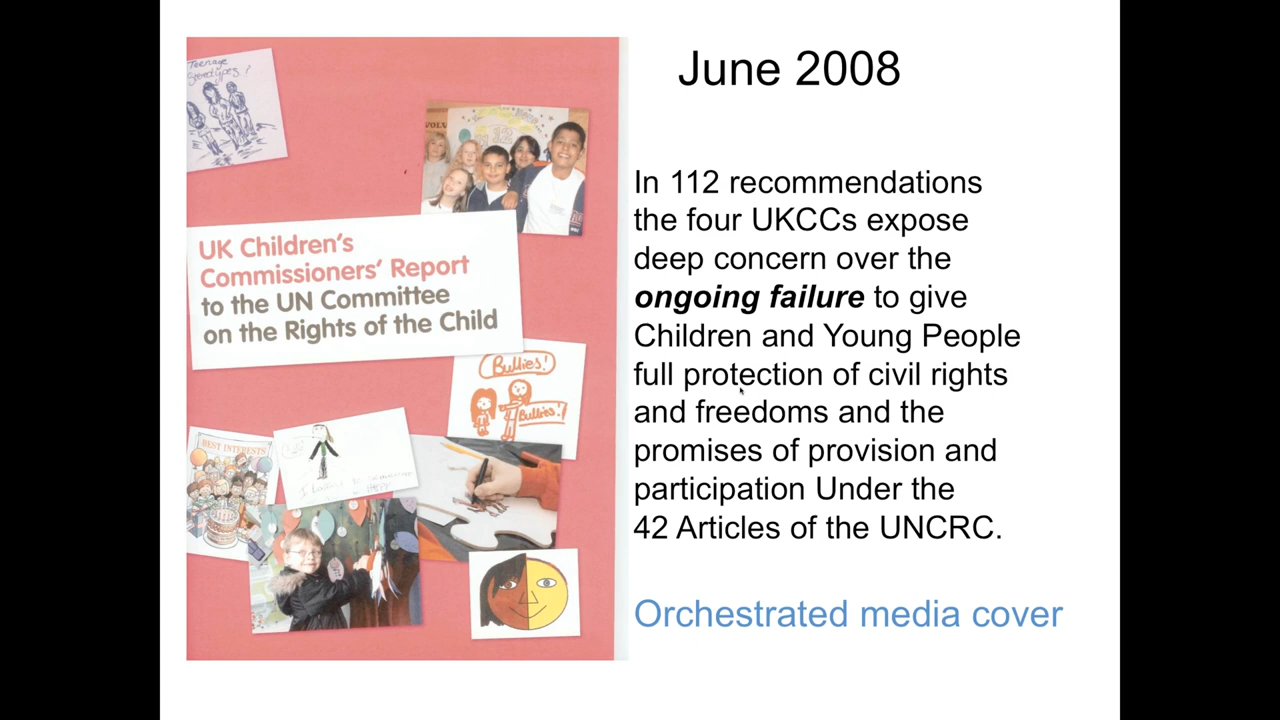 June 2008
Teenage
Stereotypes?
UK Children's
Commissioners' Report
to the UN Committee
on the Rights of the Child
Bullies!
Bullies!
BEST INTERESTS
In 112 recommendations
the four UKCCs expose
deep concern over the
ongoing failure to give
Children and Young People
full protection of civil rights
and freedoms and the
promises of provision and
participation Under the
42 Articles of the UNCRC.
Orchestrated media cover